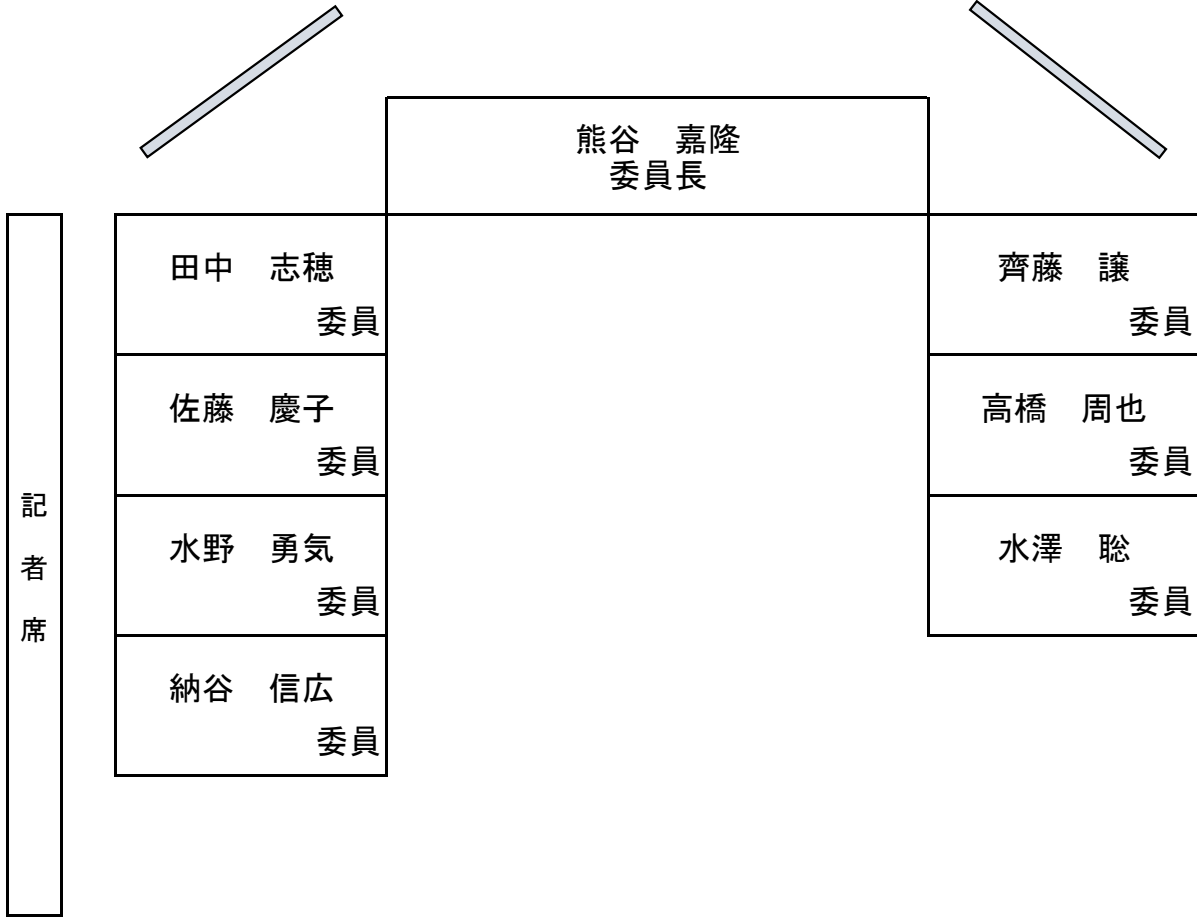 熊谷　嘉隆
委員長
田中　志穂
委員
佐藤　慶子
委員
水野　勇気
委員
納谷　信広
委員
齊藤　譲
委員
高橋　周也
委員
水澤　聡
委員
記者席